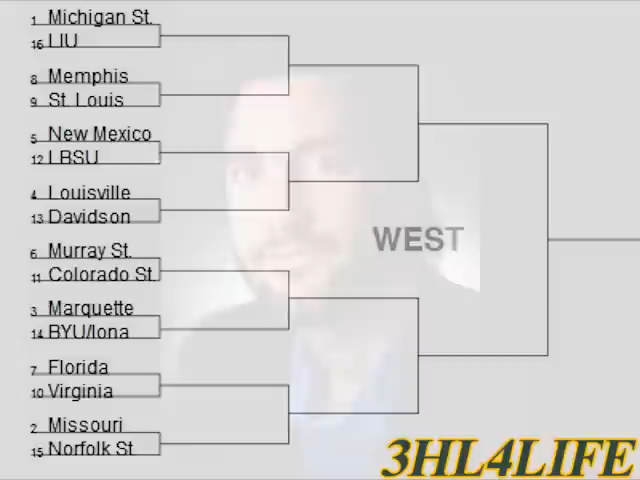 1 Michigan St.
16 LIU
8 Memphis
9 St. Louis
5 New Mexico
12 LBSU
4 Louisville
13 Davidson
WEST
6 Murray St.
11 Colorado St.
3 Marquette
14 BYU/Iona
7 Florida
10 Virginia
2 Missouri
15 Norfolk St
3HL4LIFE